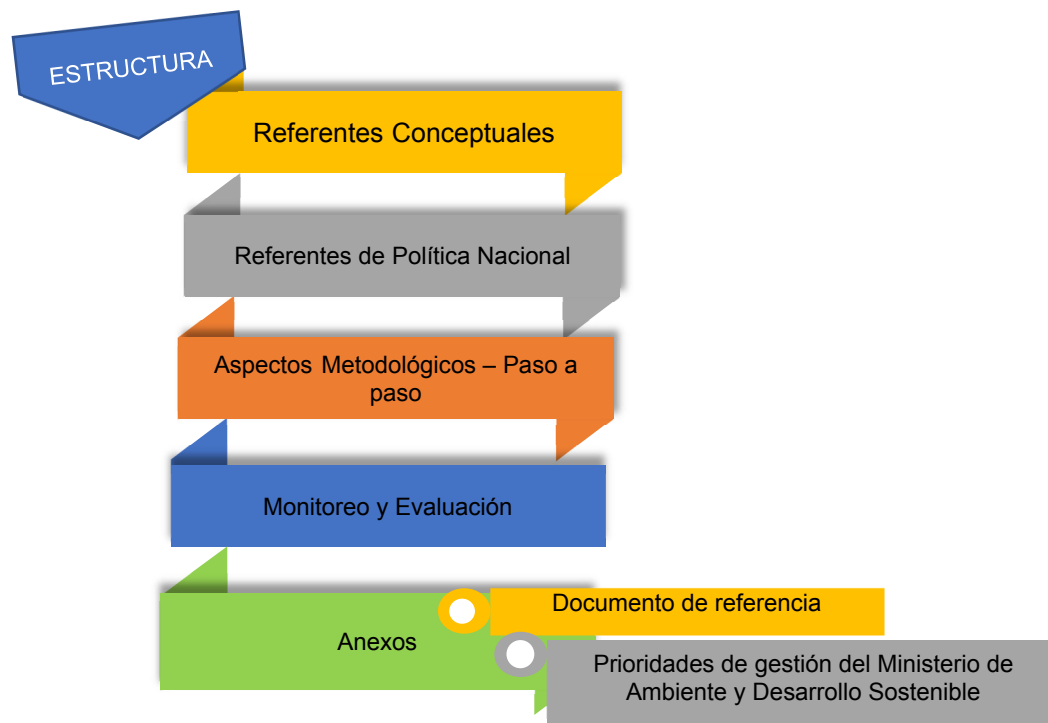 ESTRUCTURA
Referentes Conceptuales
Referentes de Política Nacional
Aspectos Metodológicos – Paso a
paso
Monitoreo y Evaluación
Anexos
Documento de referencia
Prioridades de gestión del Ministerio de
Ambiente y Desarrollo Sostenible